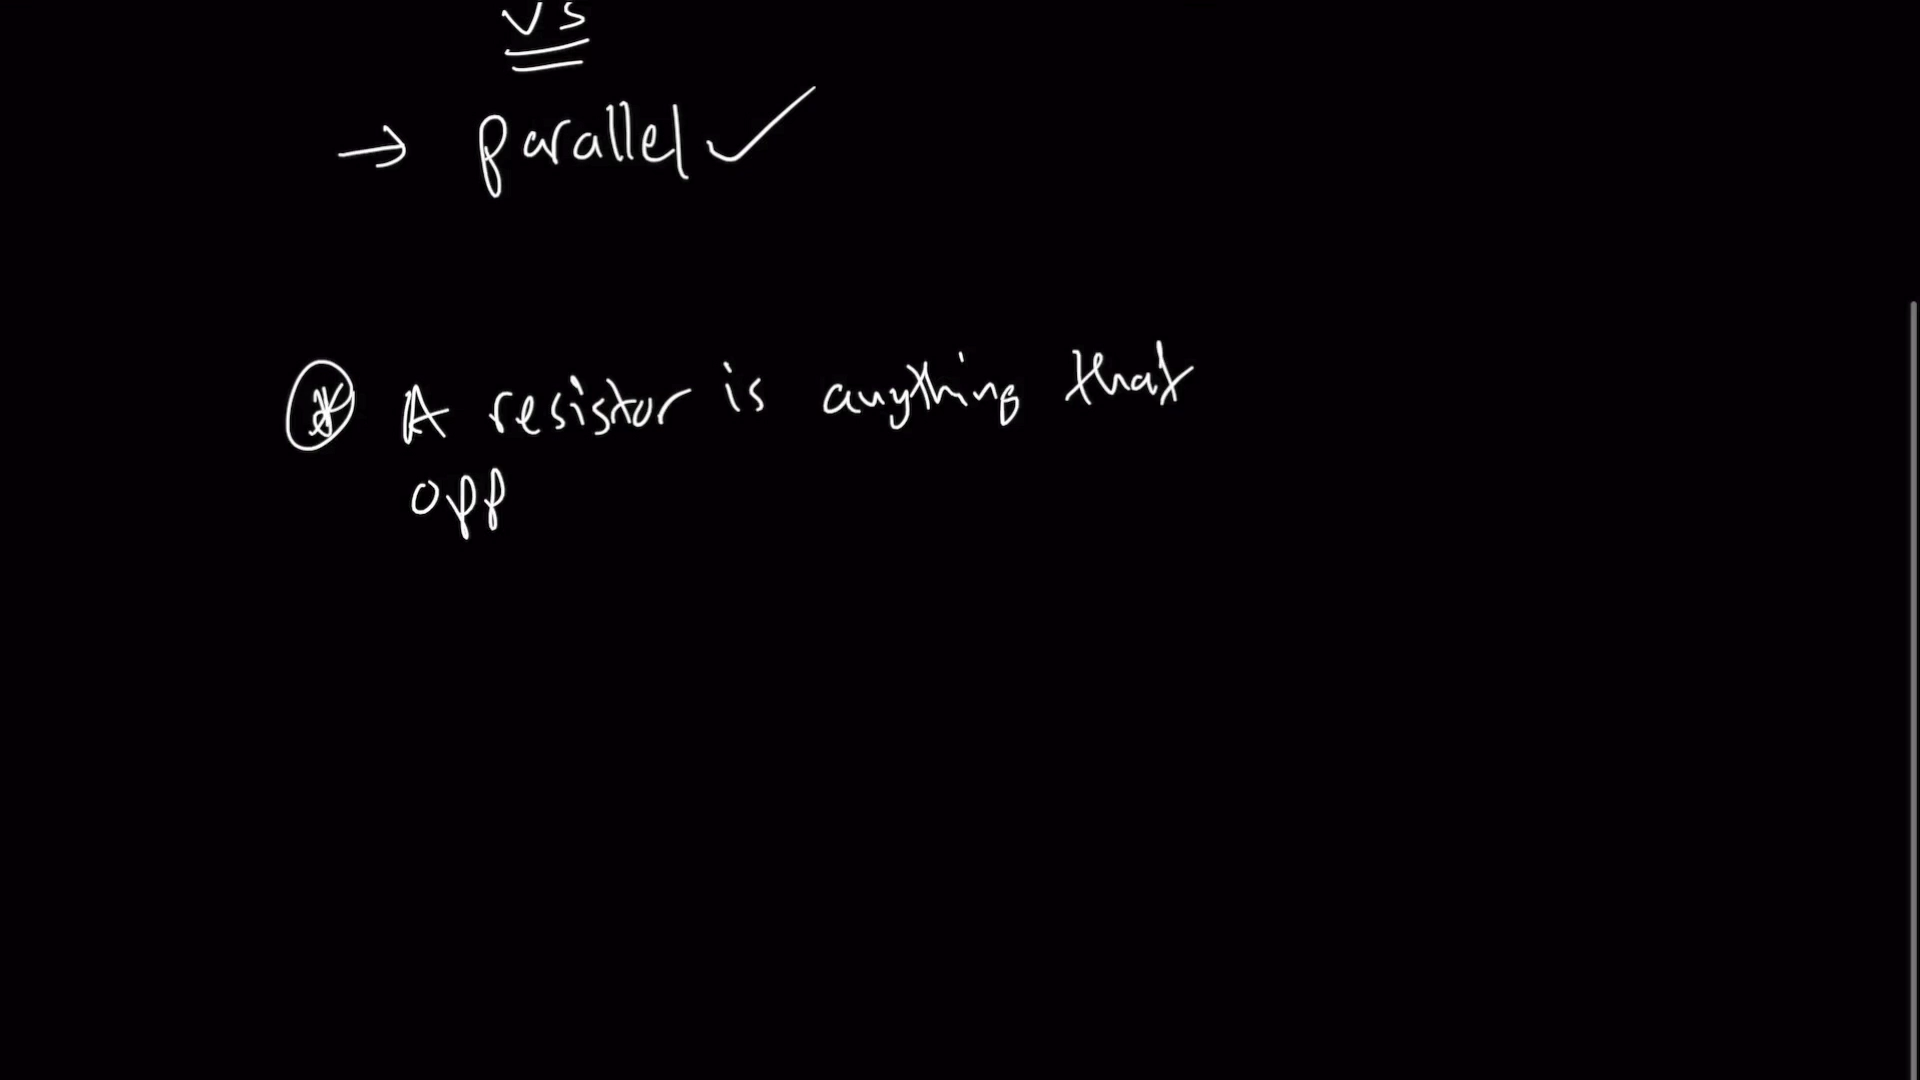 vs
→ parallel ✓
⊛ A resistor is anything that
opp